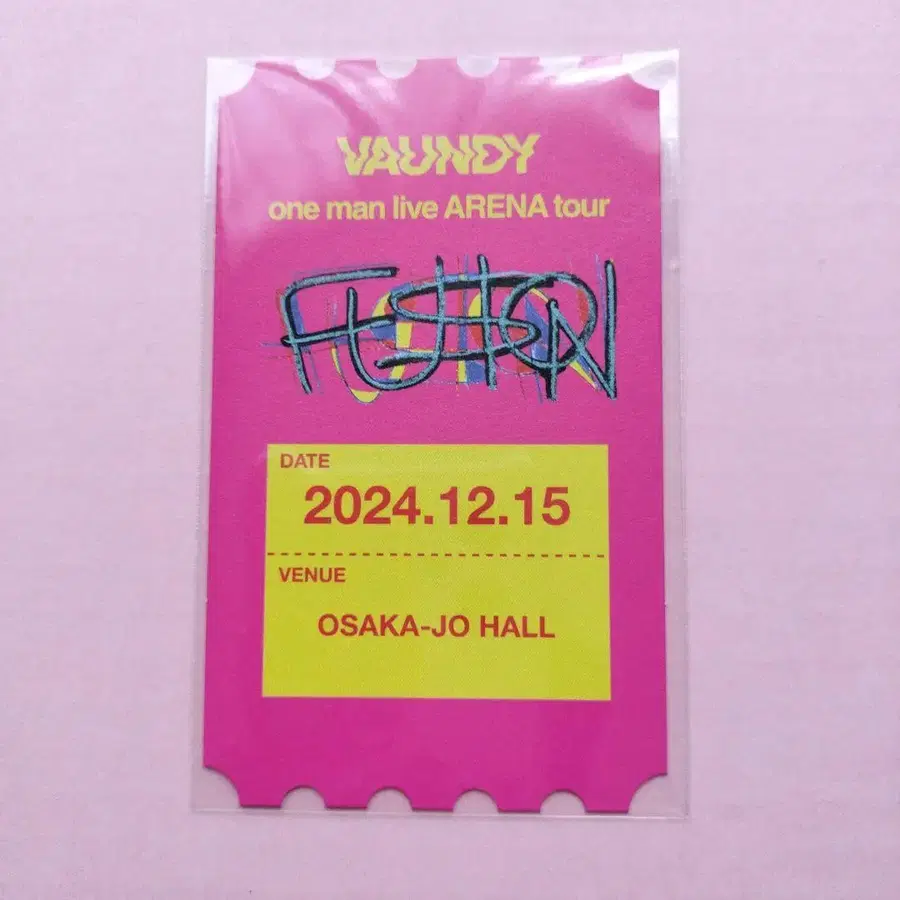 VAUNDY
one man live ARENA tour
FUSION
DATE
2024.12.15
VENUE
OSAKA-JO HALL